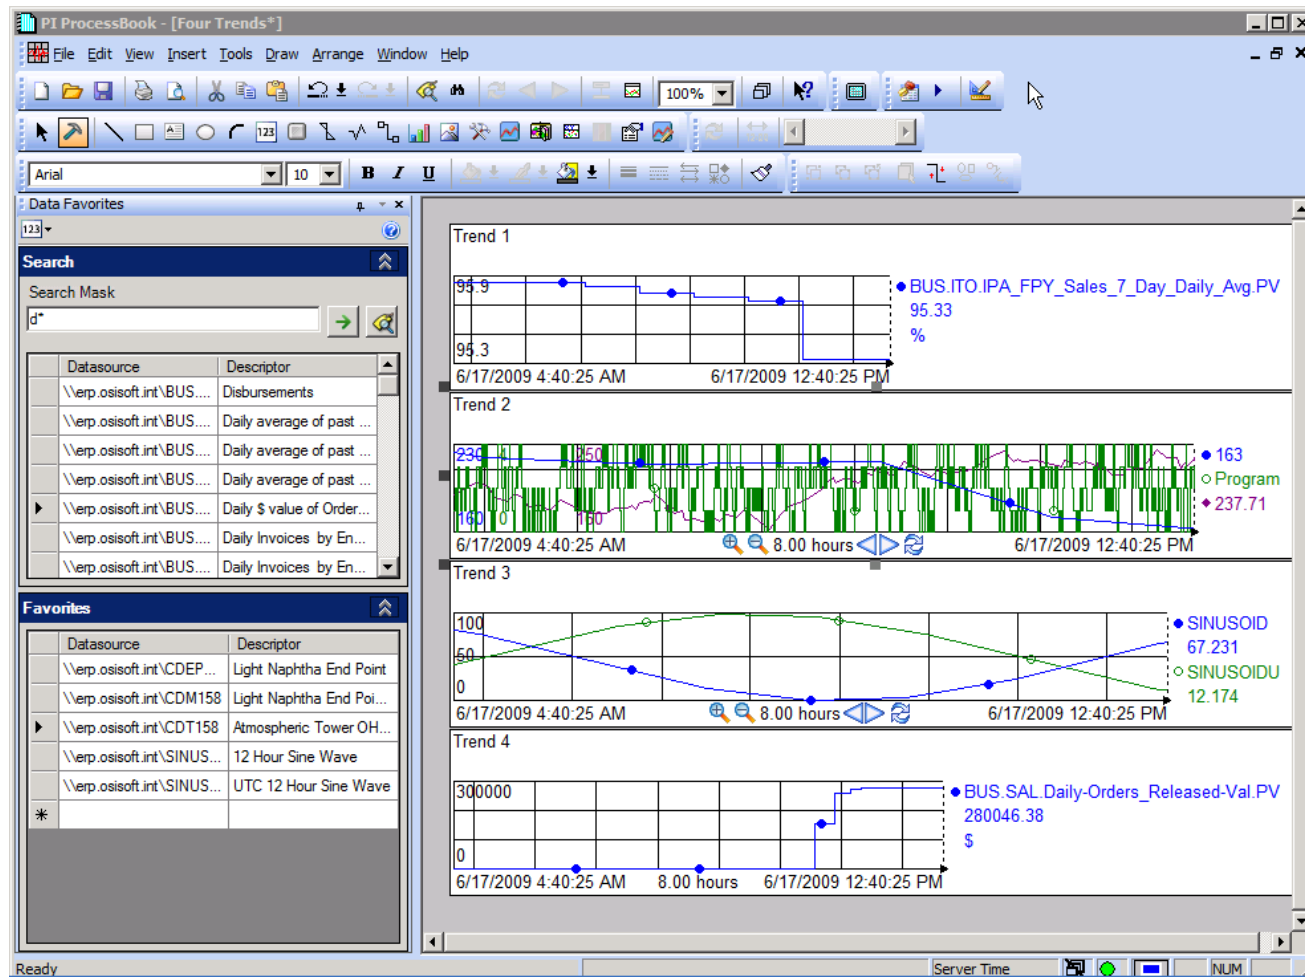 PI ProcessBook - [Four Trends*]
File Edit View Insert Tools Draw Arrange Window Help
100%
123
Arial 10 B I U
Data Favorites
123
Search
Search Mask
d*
Datasource Descriptor
\\erp.osisoft.int\BUS.... Disbursements
\\erp.osisoft.int\BUS.... Daily average of past ...
\\erp.osisoft.int\BUS.... Daily average of past ...
\\erp.osisoft.int\BUS.... Daily average of past ...
\\erp.osisoft.int\BUS.... Daily $ value of Order...
\\erp.osisoft.int\BUS.... Daily Invoices by En...
\\erp.osisoft.int\BUS.... Daily Invoices by En...
Favorites
Datasource Descriptor
\\erp.osisoft.int\CDEP... Light Naphtha End Point
\\erp.osisoft.int\CDM158 Light Naphtha End Poi...
\\erp.osisoft.int\CDT158 Atmospheric Tower OH...
\\erp.osisoft.int\SINUS... 12 Hour Sine Wave
\\erp.osisoft.int\SINUS... UTC 12 Hour Sine Wave
Trend 1
95.9
95.3
6/17/2009 4:40:25 AM 6/17/2009 12:40:25 PM
BUS.ITO.IPA_FPY_Sales_7_Day_Daily_Avg.PV
95.33
%
Trend 2
230 4 250
160 0 150
6/17/2009 4:40:25 AM 8.00 hours 6/17/2009 12:40:25 PM
163
Program
237.71
Trend 3
100
50
0
6/17/2009 4:40:25 AM 8.00 hours 6/17/2009 12:40:25 PM
SINUSOID
67.231
SINUSOIDU
12.174
Trend 4
300000
0
6/17/2009 4:40:25 AM 8.00 hours 6/17/2009 12:40:25 PM
BUS.SAL.Daily-Orders_Released-Val.PV
280046.38
$
Ready Server Time NUM